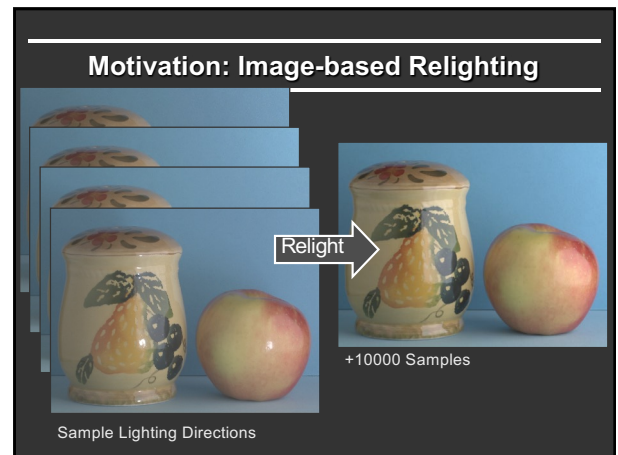 Motivation: Image-based Relighting
Relight
+10000 Samples
Sample Lighting Directions